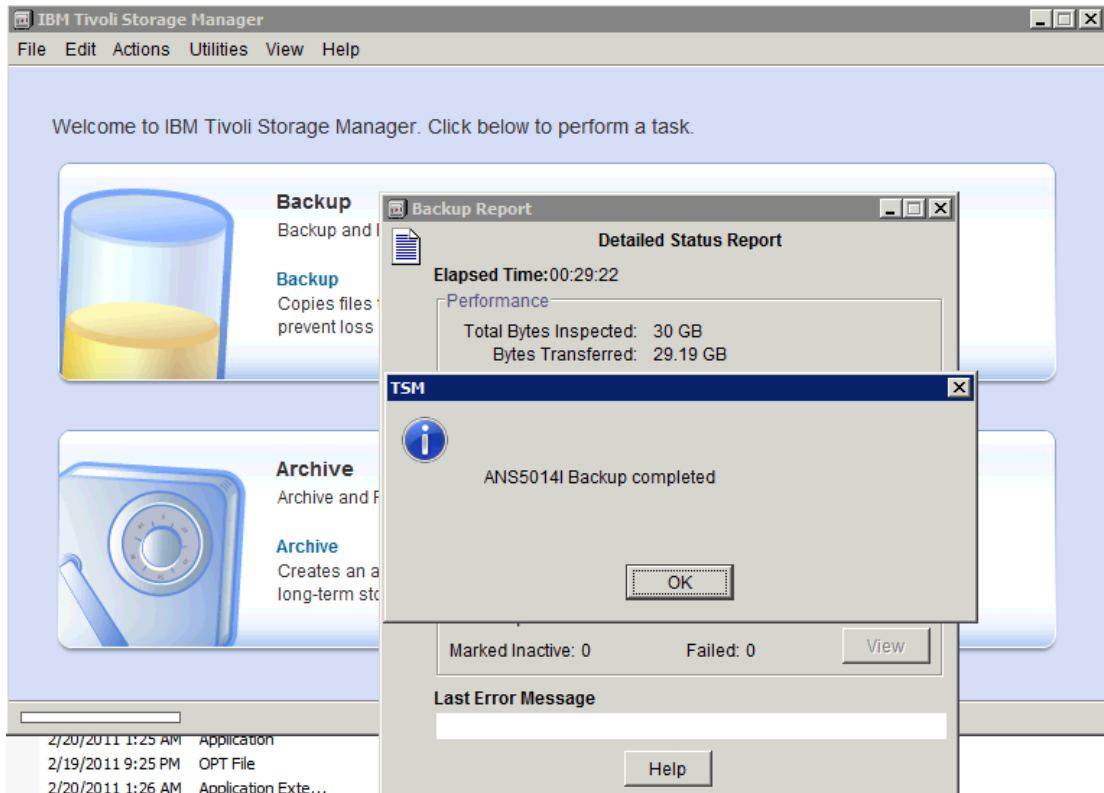 IBM Tivoli Storage Manager
File Edit Actions Utilities View Help
Welcome to IBM Tivoli Storage Manager. Click below to perform a task.
Backup
Backup and
Backup
Copies files
prevent loss
Archive
Archive and
Archive
Creates an a
long-term sto
Backup Report
Detailed Status Report
Elapsed Time:00:29:22
Performance
Total Bytes Inspected: 30 GB
Bytes Transferred: 29.19 GB
TSM
ANS5014I Backup completed
OK
Marked Inactive: 0 Failed: 0 View
Last Error Message
Help
2/20/2011 1:25 AM Application
2/19/2011 9:25 PM OPT File
2/20/2011 1:26 AM Application Exte...